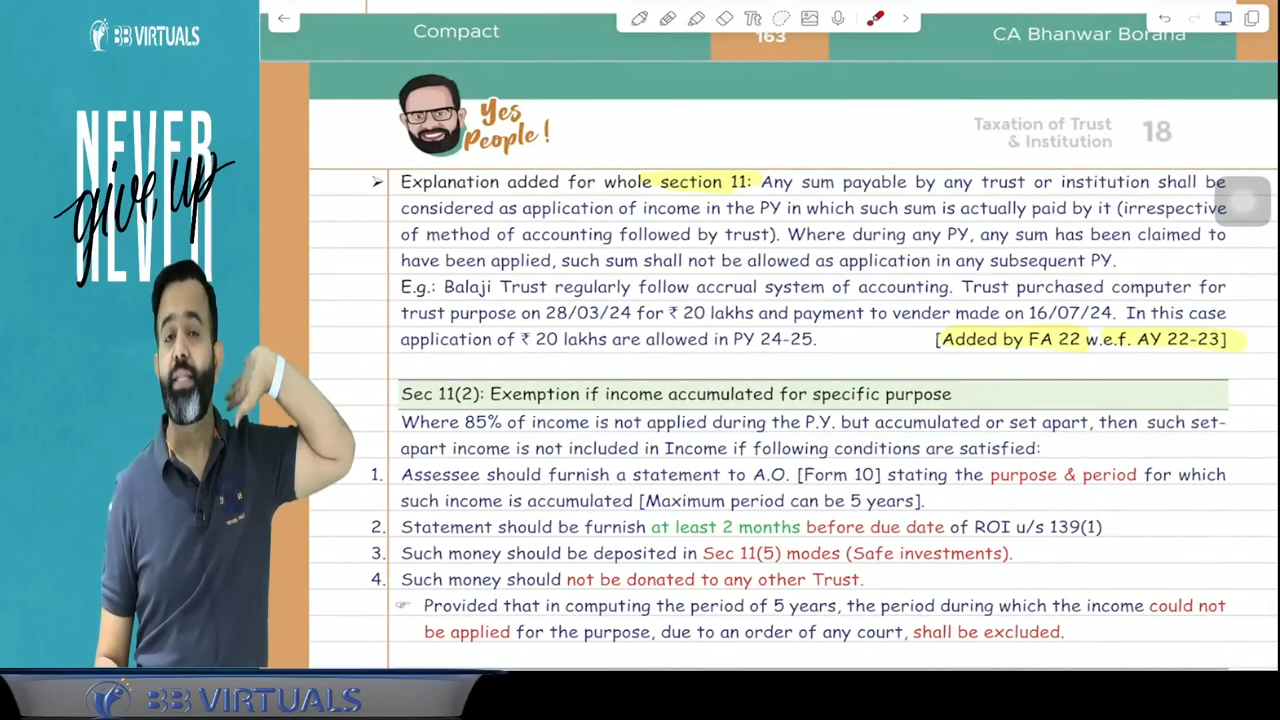 BB VIRTUALS
NEVER
give up
NEVER
Compact
163
CA Bhanwar Borana
Yes
People!
Taxation of Trust
& Institution
18
➢ Explanation added for whole section 11: Any sum payable by any trust or institution shall be
considered as application of income in the PY in which such sum is actually paid by it (irrespective
of method of accounting followed by trust). Where during any PY, any sum has been claimed to
have been applied, such sum shall not be allowed as application in any subsequent PY.
E.g.: Balaji Trust regularly follow accrual system of accounting. Trust purchased computer for
trust purpose on 28/03/24 for ₹ 20 lakhs and payment to vender made on 16/07/24. In this case
application of ₹ 20 lakhs are allowed in PY 24-25. [Added by FA 22 w.e.f. AY 22-23]
Sec 11(2): Exemption if income accumulated for specific purpose
Where 85% of income is not applied during the P.Y. but accumulated or set apart, then such set-
apart income is not included in Income if following conditions are satisfied:
1. Assessee should furnish a statement to A.O. [Form 10] stating the purpose & period for which
such income is accumulated [Maximum period can be 5 years].
2. Statement should be furnish at least 2 months before due date of ROI u/s 139(1)
3. Such money should be deposited in Sec 11(5) modes (Safe investments).
4. Such money should not be donated to any other Trust.
☞ Provided that in computing the period of 5 years, the period during which the income could not
be applied for the purpose, due to an order of any court, shall be excluded.
BB VIRTUALS